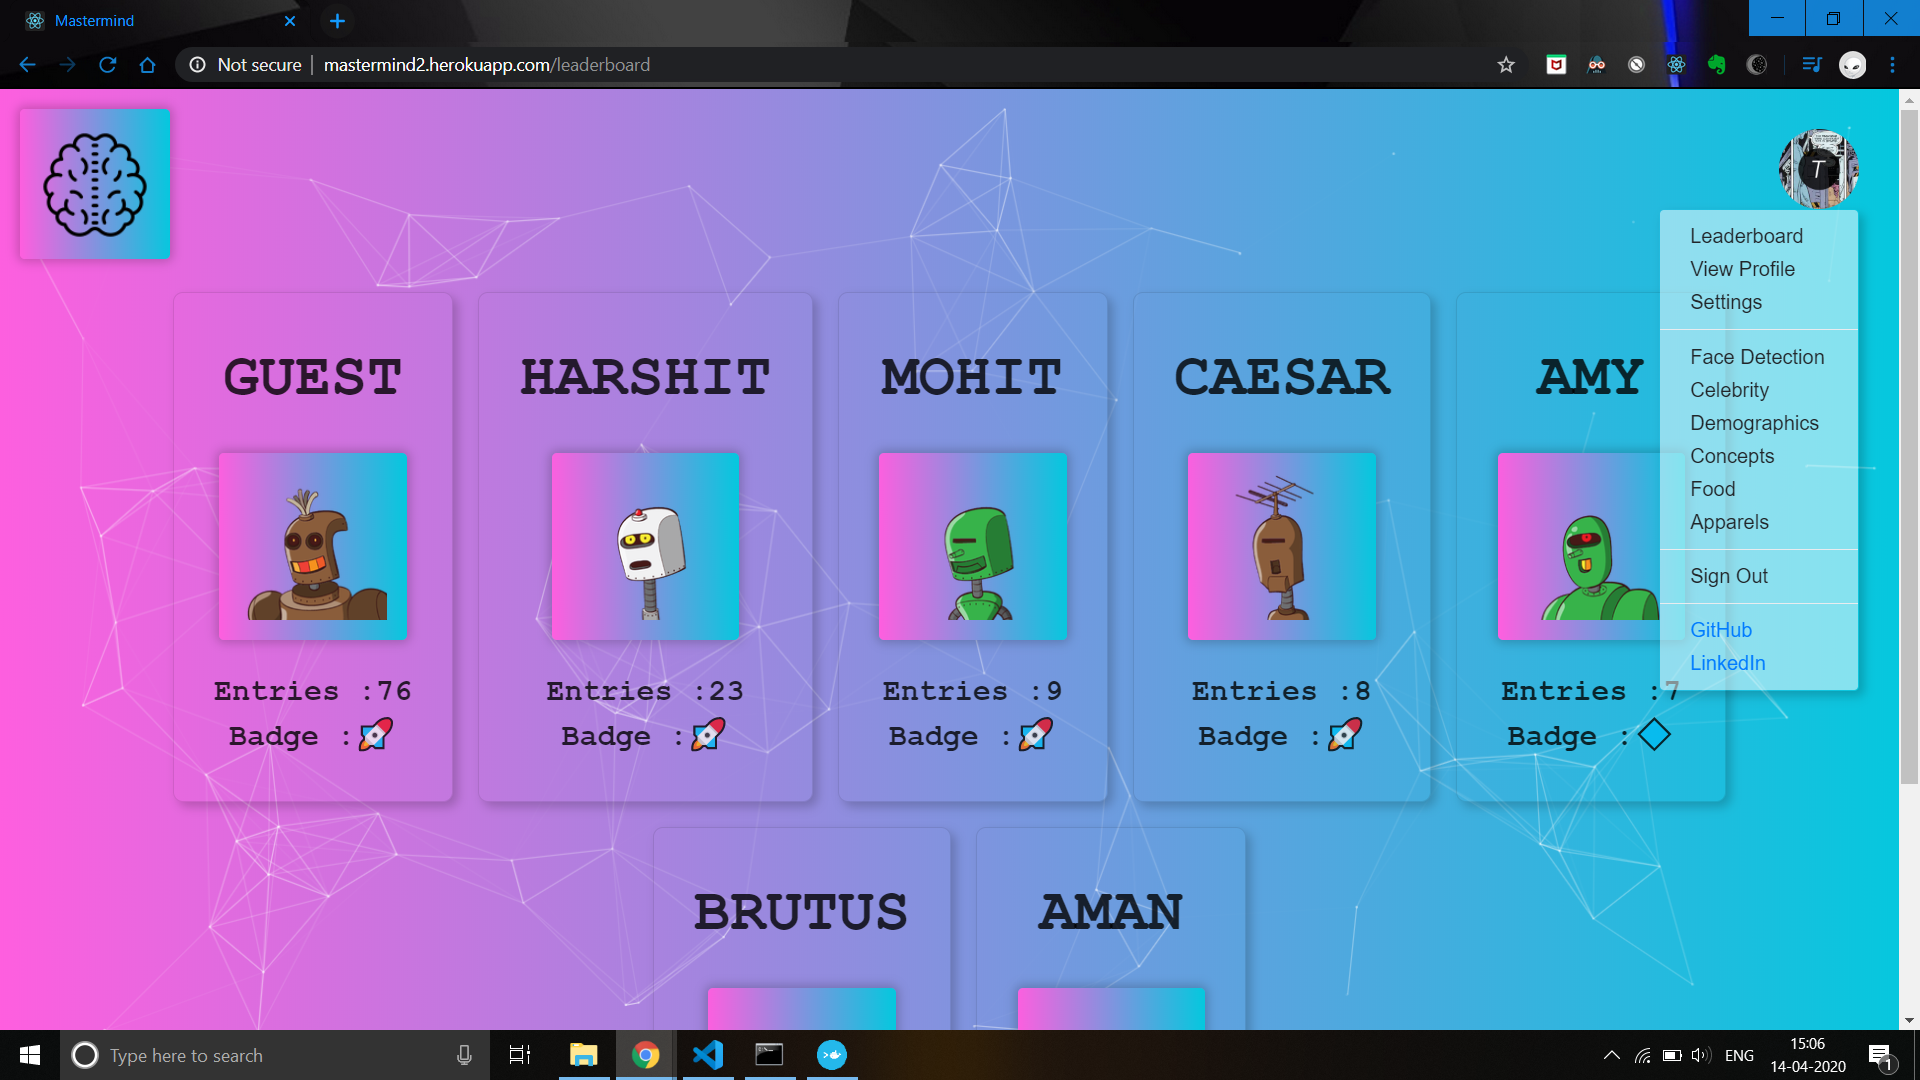 Mastermind
Not secure | mastermind2.herokuapp.com/leaderboard
T
Leaderboard
View Profile
Settings
Face Detection
Celebrity
Demographics
Concepts
Food
Apparels
Sign Out
GitHub
LinkedIn
GUEST
HARSHIT
MOHIT
CAESAR
AMY
Entries :76
Badge :🚀
Entries :23
Badge :🚀
Entries :9
Badge :🚀
Entries :8
Badge :🚀
Entries :7
Badge :
BRUTUS
AMAN
Type here to search
ENG
15:06
14-04-2020
1